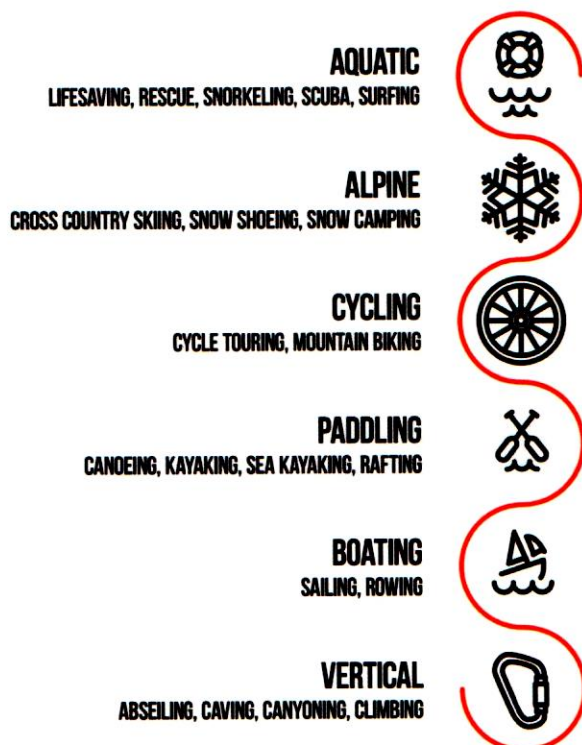 AQUATIC
LIFESAVING, RESCUE, SNORKELING, SCUBA, SURFING
ALPINE
CROSS COUNTRY SKIING, SNOW SHOEING, SNOW CAMPING
CYCLING
CYCLE TOURING, MOUNTAIN BIKING
PADDLING
CANOEING, KAYAKING, SEA KAYAKING, RAFTING
BOATING
SAILING, ROWING
VERTICAL
ABSEILING, CAVING, CANYONING, CLIMBING